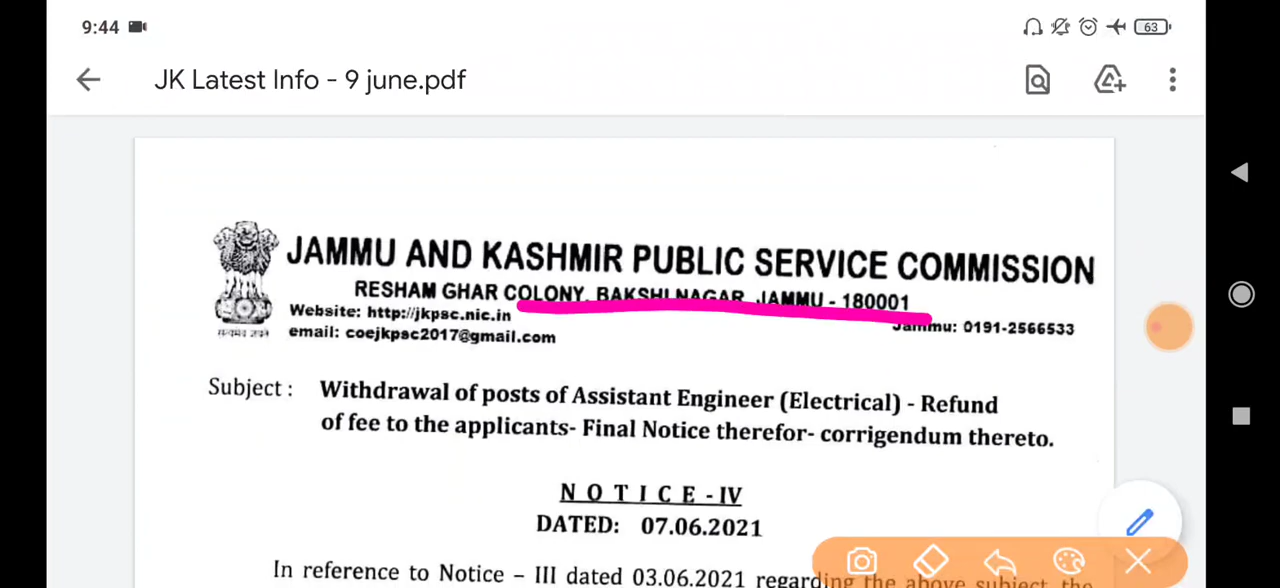 9:44
63
JK Latest Info - 9 june.pdf
JAMMU AND KASHMIR PUBLIC SERVICE COMMISSION
RESHAM GHAR COLONY, BAKSHI NAGAR, JAMMU - 180001
Website: http://jkpsc.nic.in
Jammu: 0191-2566533
email: coejkpsc2017@gmail.com
Subject : Withdrawal of posts of Assistant Engineer (Electrical) - Refund
of fee to the applicants- Final Notice therefor- corrigendum thereto.
N O T I C E - IV
DATED: 07.06.2021
In reference to Notice – III dated 03.06.2021 regarding the above subject, the